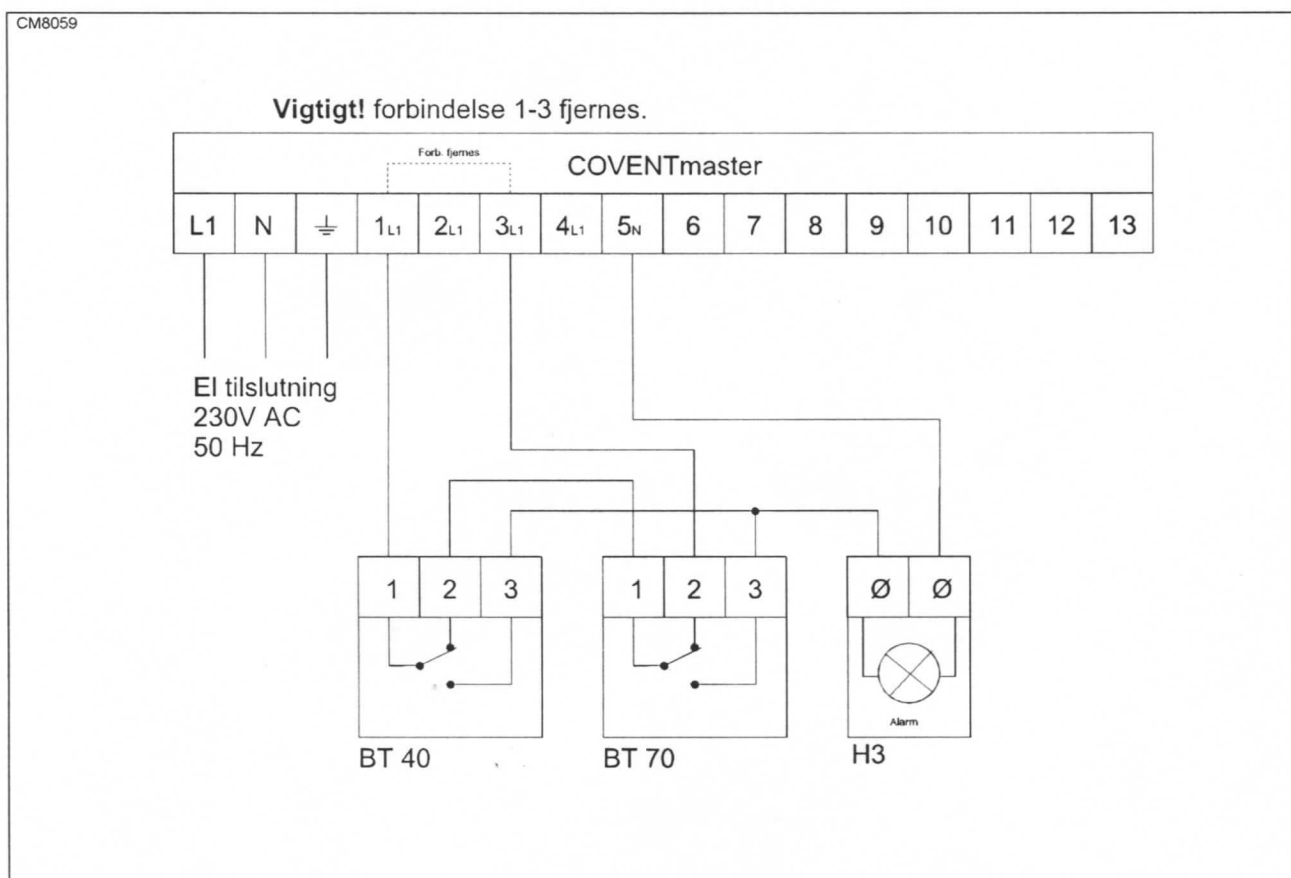 CM8059
Vigtigt! forbindelse 1-3 fjernes.
Forb. fjernes
COVENTmaster
L1 N 1L1 2L1 3L1 4L1 5N 6 7 8 9 10 11 12 13
El tilslutning
230V AC
50 Hz
1 2 3
1 2 3
Ø Ø
Alarm
BT 40
BT 70
H3